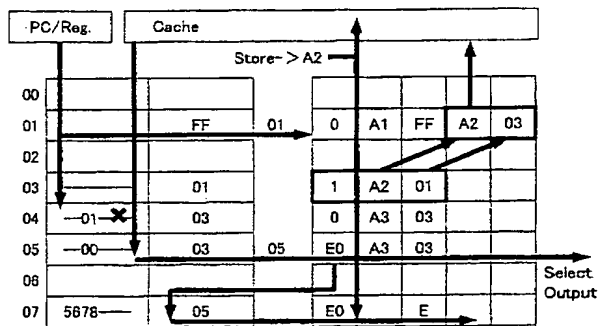 PC/Reg. Cache
Store->A2
00
01 FF 01 0 A1 FF A2 03
02
03 01 1 A2 01
04 01 03 0 A3 03
05 00 03 05 E0 A3 03
06
Select
Output
07 5678 05 E0 E